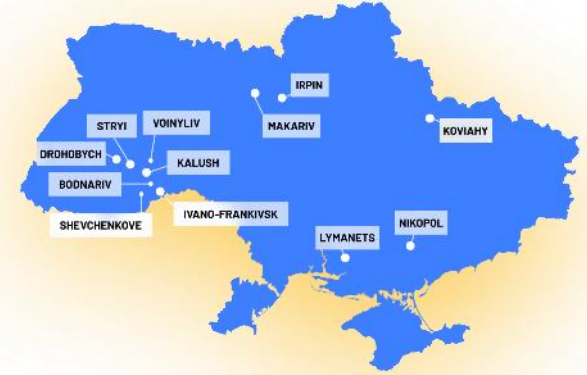 IRPIN
MAKARIV
KOVIAHY
STRYI
VOINYLIV
DROHOBYCH
KALUSH
BODNARIV
SHEVCHENKOVE
IVANO-FRANKIVSK
LYMANETS
NIKOPOL